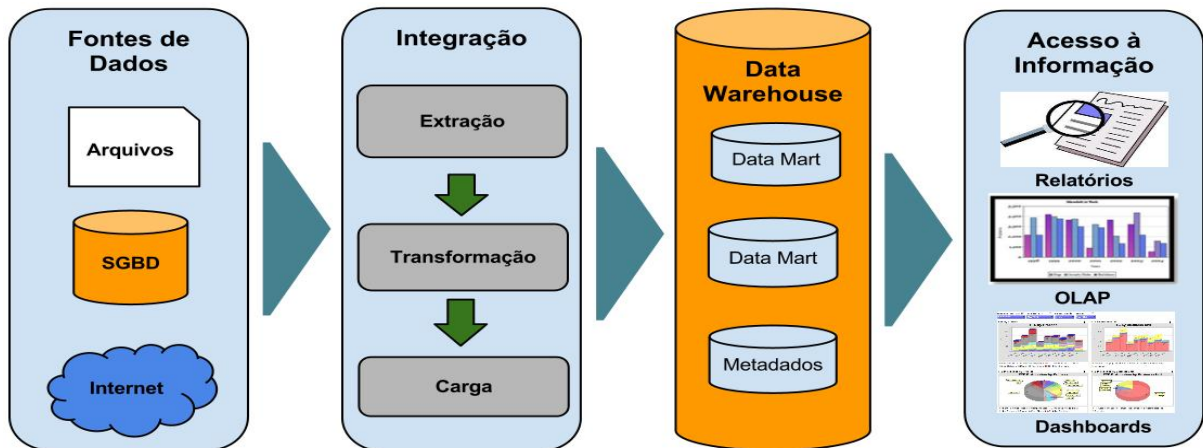 Fontes de
Dados
Arquivos
SGBD
Internet
Integração
Extração
Transformação
Carga
Data
Warehouse
Data Mart
Data Mart
Metadados
Acesso à
Informação
Relatórios
OLAP
Dashboards